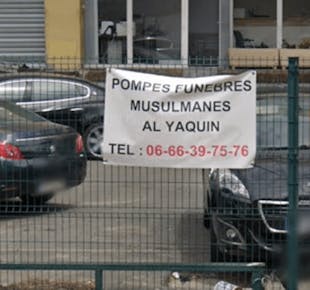 POMPES FUNEBRES
MUSULMANES
AL YAQUIN
TEL : 06-66-39-75-76